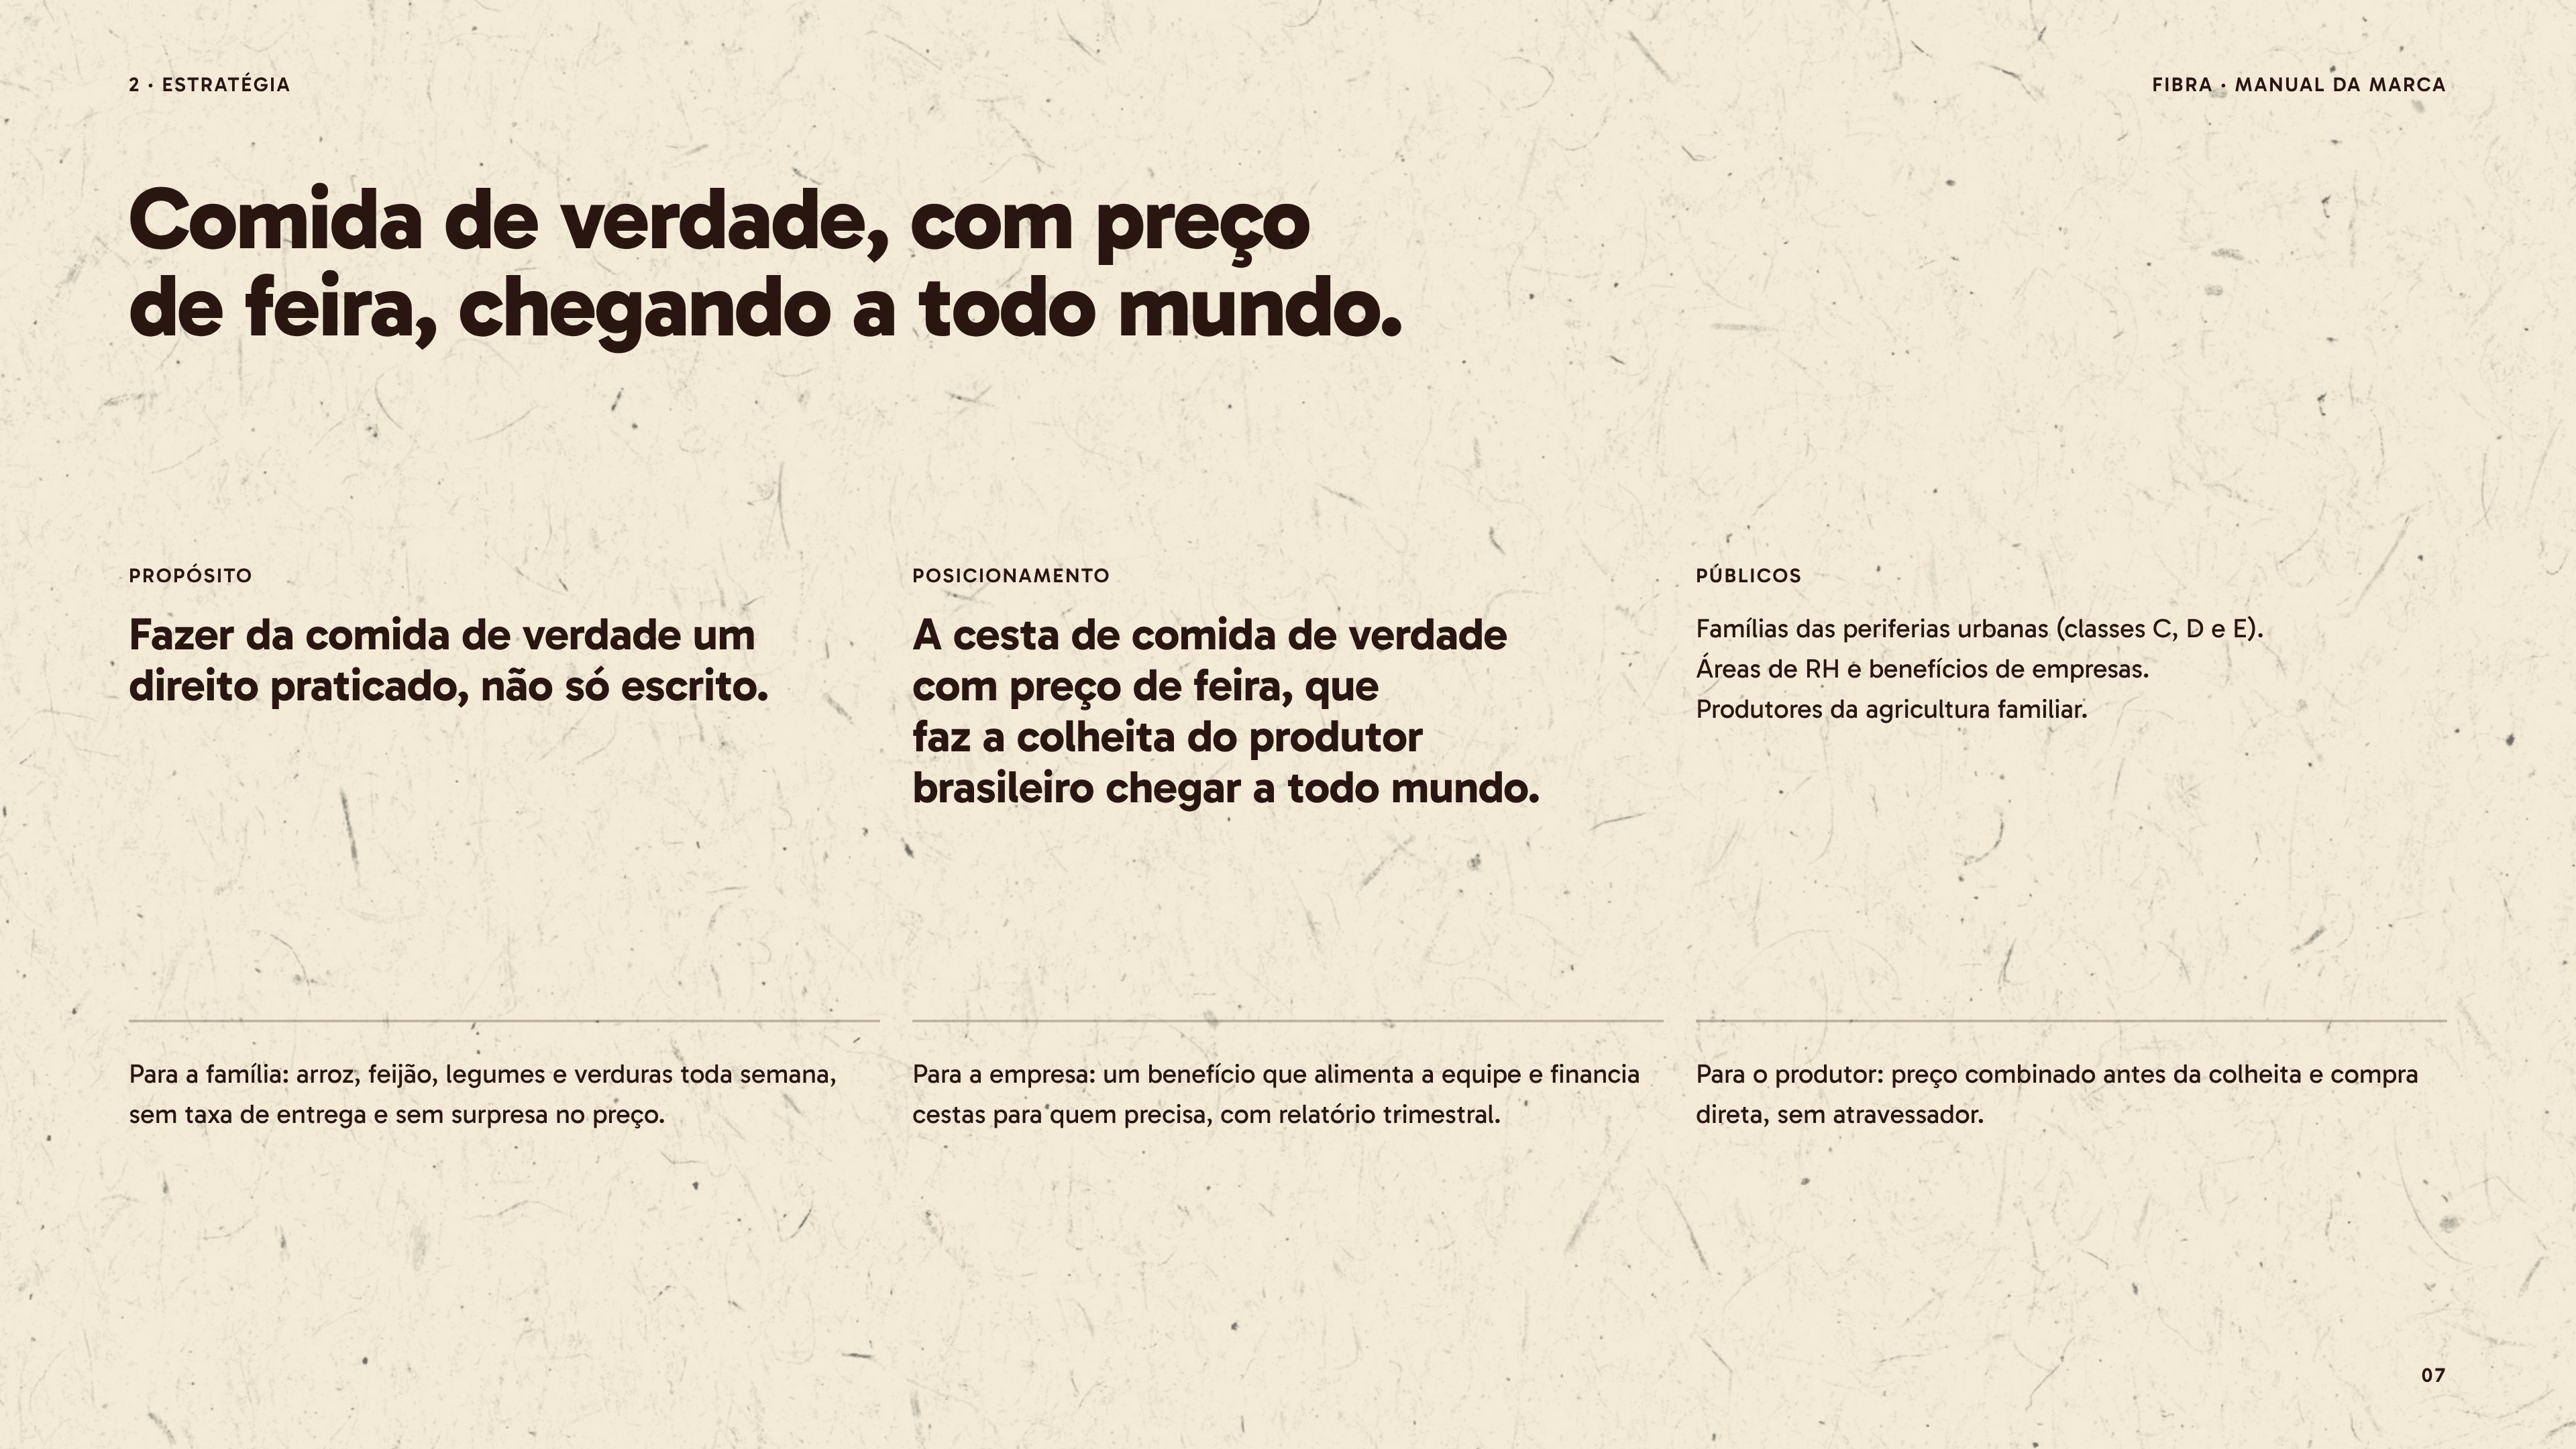 2 · ESTRATÉGIA
FIBRA · MANUAL DA MARCA
Comida de verdade, com preço
de feira, chegando a todo mundo.
PROPÓSITO
Fazer da comida de verdade um
direito praticado, não só escrito.
POSICIONAMENTO
A cesta de comida de verdade
com preço de feira, que
faz a colheita do produtor
brasileiro chegar a todo mundo.
PÚBLICOS
Famílias das periferias urbanas (classes C, D e E).
Áreas de RH e benefícios de empresas.
Produtores da agricultura familiar.
Para a família: arroz, feijão, legumes e verduras toda semana,
sem taxa de entrega e sem surpresa no preço.
Para a empresa: um benefício que alimenta a equipe e financia
cestas para quem precisa, com relatório trimestral.
Para o produtor: preço combinado antes da colheita e compra
direta, sem atravessador.
07